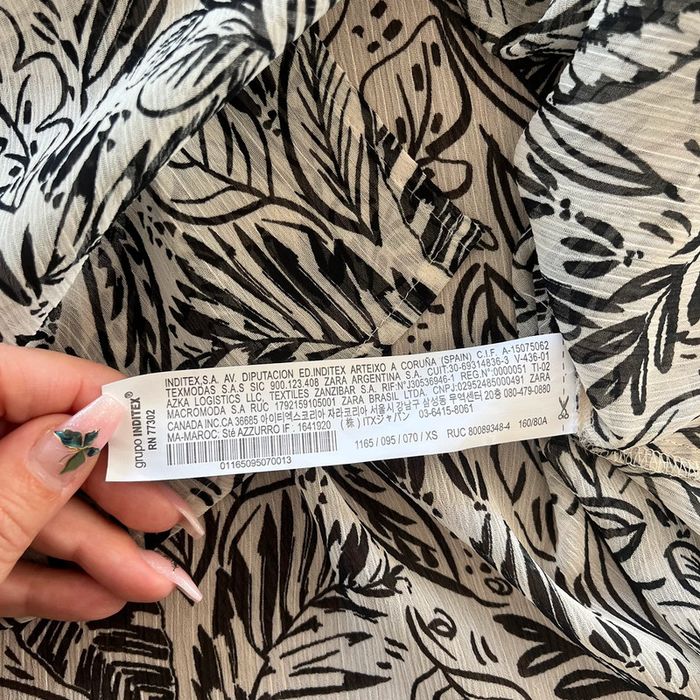 grupo INDITEX®
RN 77302
INDITEX,S.A. AV. DIPUTACION ED.INDITEX ARTEIXO A CORUÑA (SPAIN) C.I.F. A-15075062
TEXMODAS S.A.S SIC 900.123.408 ZARA ARGENTINA S.A. CUIT:30-69314836-3 V-436-01
AZKA LOGISTICS LLC, TEXTILES ZANZIBAR S.A. RIF-Nº J30536946-1 REG.Nº:0000051 TI-02
MACROMODA S.A RUC 1792159105001 ZARA BRASIL LTDA. CNPJ:02952485000491 ZARA
CANADA INC.CA 36665 아이티엑스코리아 자라코리아 서울시 강남구 삼성동 무역센터 20층 080-479-0880
MA-MAROC: Sté AZZURRO IF : 1641920 (株) ITXジャパン 03-6415-8061
01165095070013
1165 / 095 / 070 / XS RUC 80089348-4 160/80A